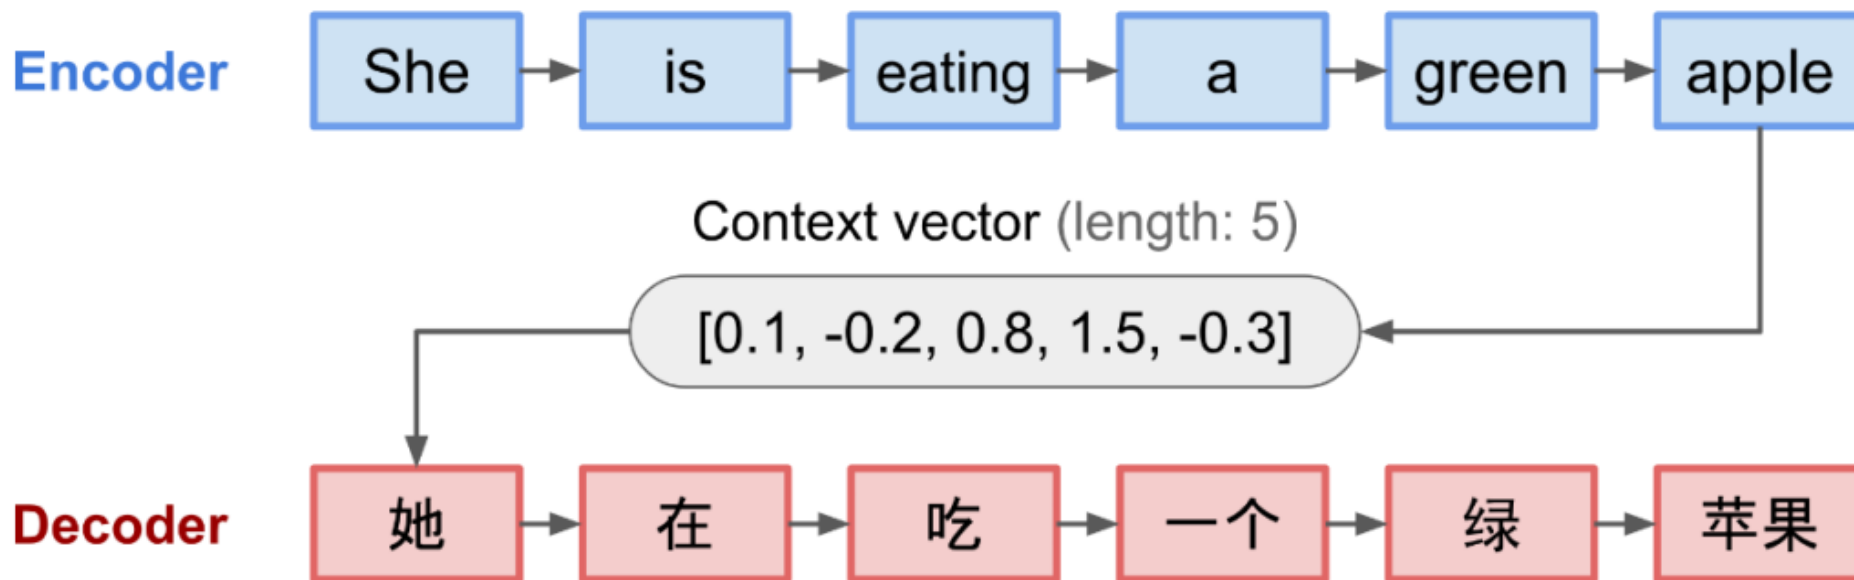 Encoder She is eating a green apple
Context vector (length: 5)
[0.1, -0.2, 0.8, 1.5, -0.3]
Decoder 她 在 吃 一个 绿 苹果